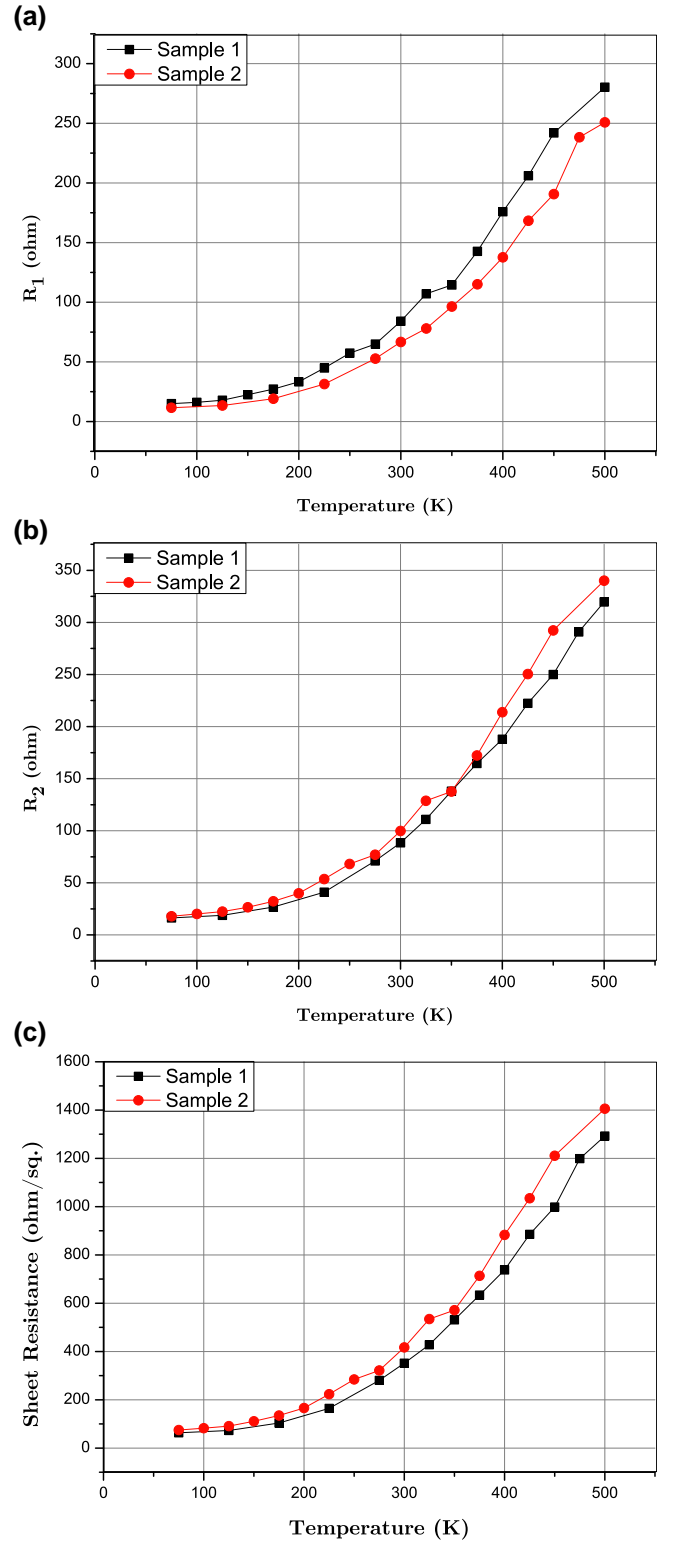 (a)
Sample 1
Sample 2
300
250
200
150
100
50
0
R1 (ohm)
0 100 200 300 400 500
Temperature (K)
(b)
Sample 1
Sample 2
350
300
250
200
150
100
50
0
R2 (ohm)
0 100 200 300 400 500
Temperature (K)
(c)
Sample 1
Sample 2
1600
1400
1200
1000
800
600
400
200
0
Sheet Resistance (ohm/sq.)
0 100 200 300 400 500
Temperature (K)